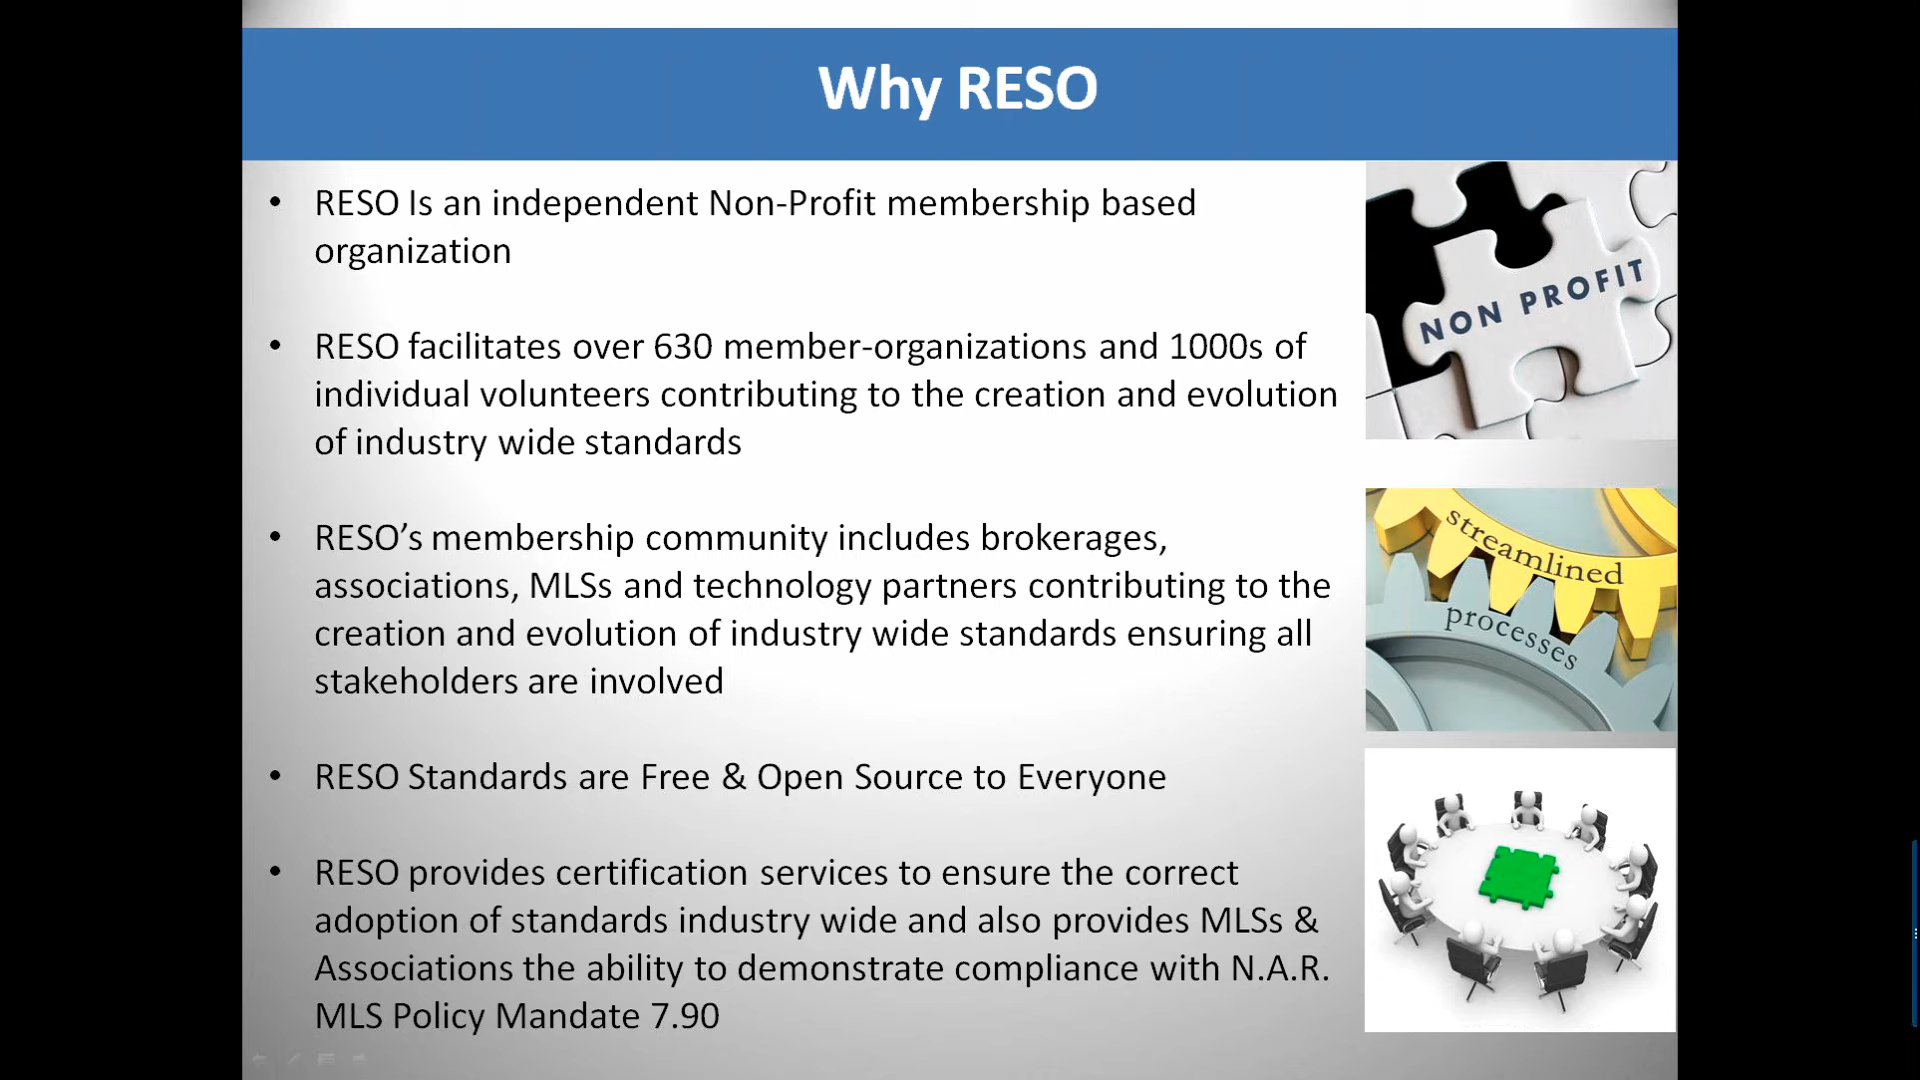 Why RESO
• RESO Is an independent Non-Profit membership based
organization
• RESO facilitates over 630 member-organizations and 1000s of
individual volunteers contributing to the creation and evolution
of industry wide standards
• RESO’s membership community includes brokerages,
associations, MLSs and technology partners contributing to the
creation and evolution of industry wide standards ensuring all
stakeholders are involved
• RESO Standards are Free & Open Source to Everyone
• RESO provides certification services to ensure the correct
adoption of standards industry wide and also provides MLSs &
Associations the ability to demonstrate compliance with N.A.R.
MLS Policy Mandate 7.90
NON PROFIT
streamlined
processes